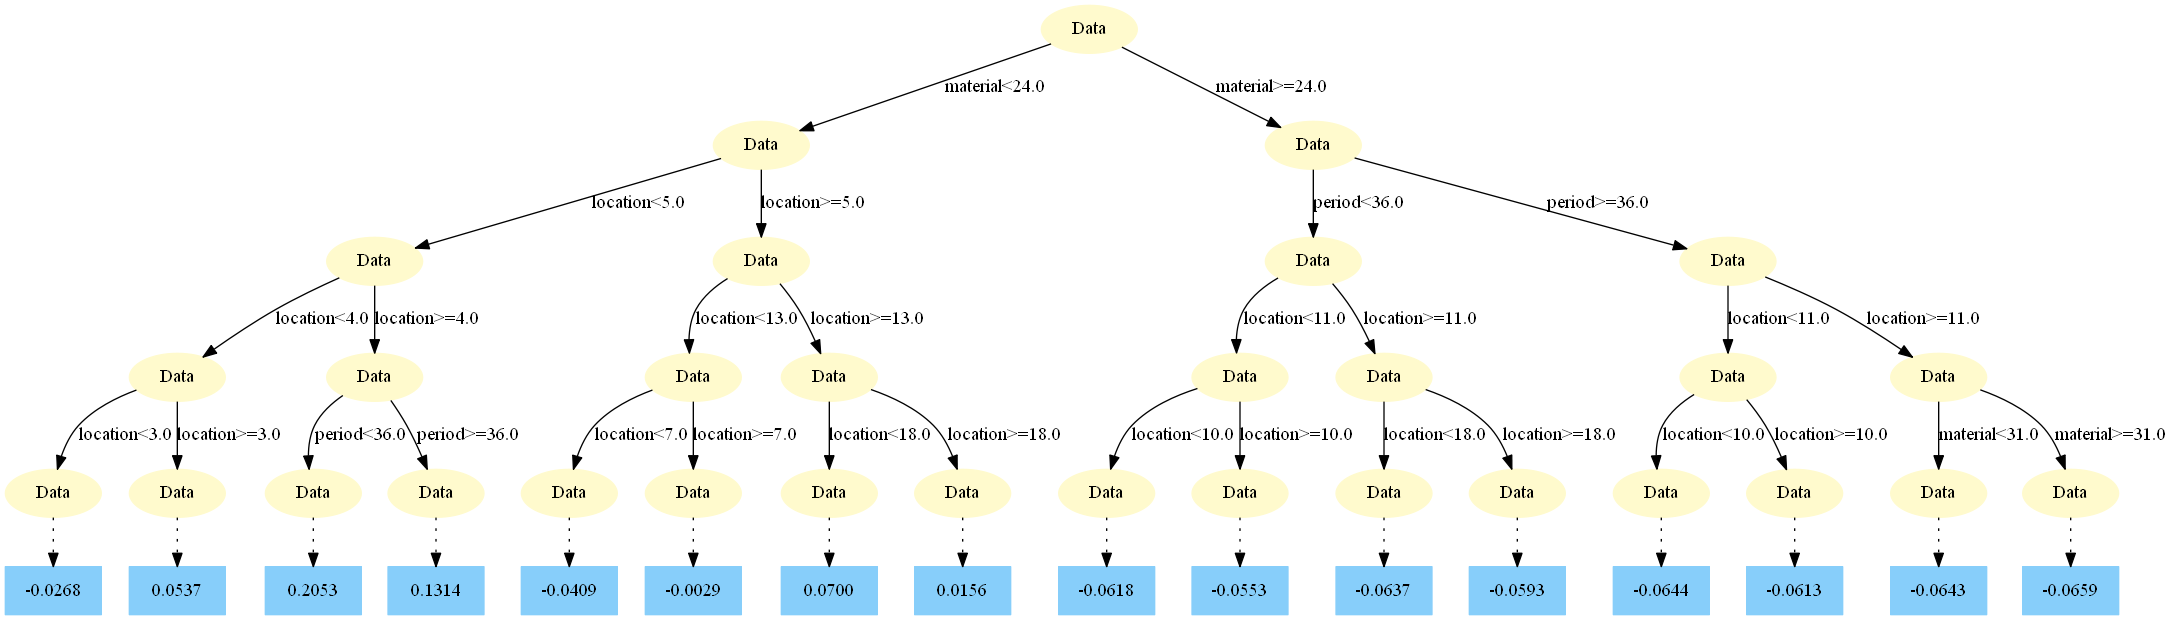 Data
material<24.0 material>=24.0
Data Data
location<5.0 location>=5.0 period<36.0 period>=36.0
Data Data Data Data
location<4.0 location>=4.0 location<13.0 location>=13.0 location<11.0 location>=11.0 location<11.0 location>=11.0
Data Data Data Data Data Data Data Data
location<3.0 location>=3.0 period<36.0 period>=36.0 location<7.0 location>=7.0 location<18.0 location>=18.0 location<10.0 location>=10.0 location<18.0 location>=18.0 location<10.0 location>=10.0 material<31.0 material>=31.0
Data Data Data Data Data Data Data Data Data Data Data Data Data Data Data Data
-0.0268 0.0537 0.2053 0.1314 -0.0409 -0.0029 0.0700 0.0156 -0.0618 -0.0553 -0.0637 -0.0593 -0.0644 -0.0613 -0.0643 -0.0659